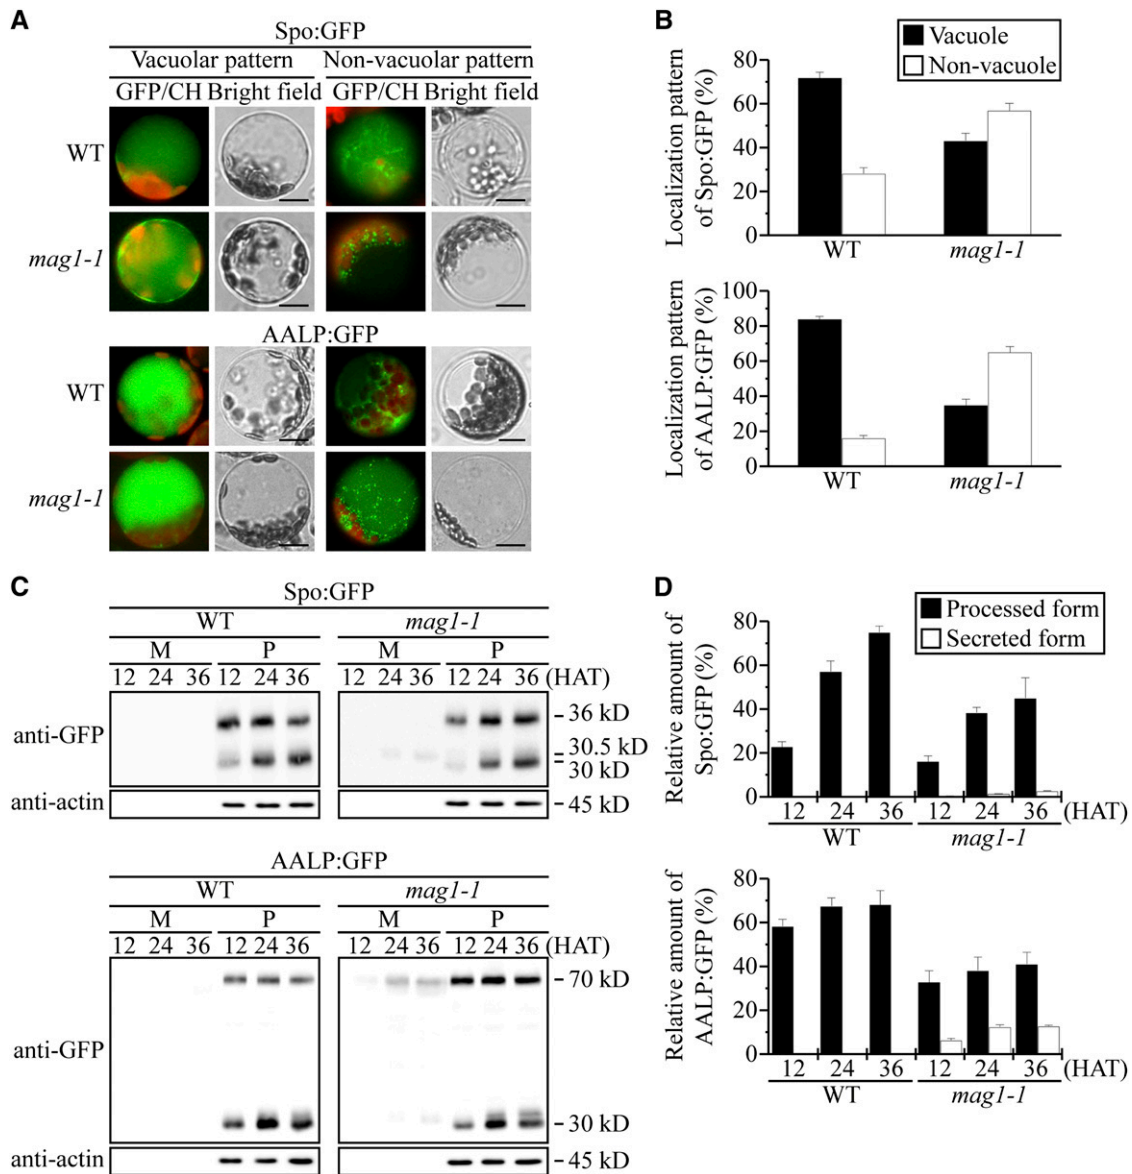 A
Spo:GFP
Vacuolar pattern Non-vacuolar pattern
GFP/CH Bright field GFP/CH Bright field
WT
mag1-1
AALP:GFP
WT
mag1-1
B
Vacuole
Non-vacuole
Localization pattern
of Spo:GFP (%)
80
60
40
20
0
WT mag1-1
Localization pattern
of AALP:GFP (%)
100
80
60
40
20
0
WT mag1-1
C
Spo:GFP
WT mag1-1
M P M P
12 24 36 12 24 36 12 24 36 12 24 36 (HAT)
anti-GFP
36 kD
30.5 kD
30 kD
anti-actin
45 kD
AALP:GFP
WT mag1-1
M P M P
12 24 36 12 24 36 12 24 36 12 24 36 (HAT)
anti-GFP
70 kD
30 kD
anti-actin
45 kD
D
Processed form
Secreted form
Relative amount of
Spo:GFP (%)
80
60
40
20
0
12 24 36 12 24 36 (HAT)
WT mag1-1
Relative amount of
AALP:GFP (%)
80
60
40
20
0
12 24 36 12 24 36 (HAT)
WT mag1-1